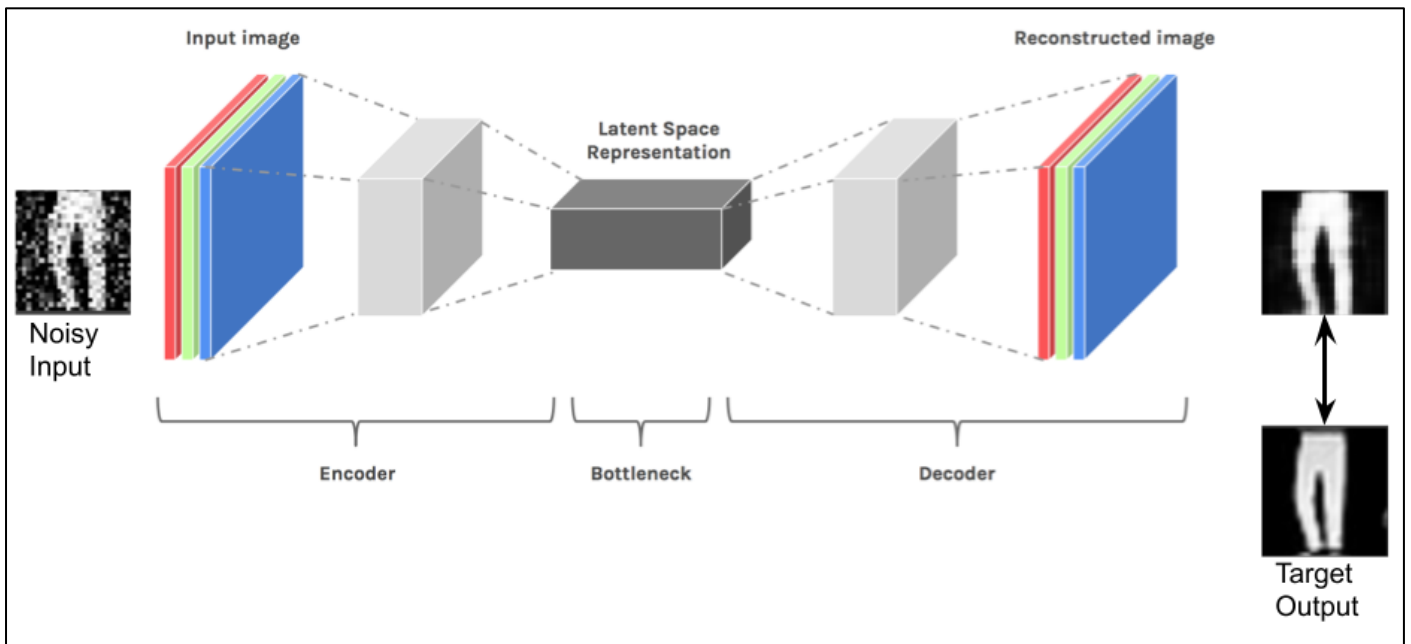 Input image
Reconstructed image
Latent Space
Representation
Noisy
Input
Encoder
Bottleneck
Decoder
Target
Output